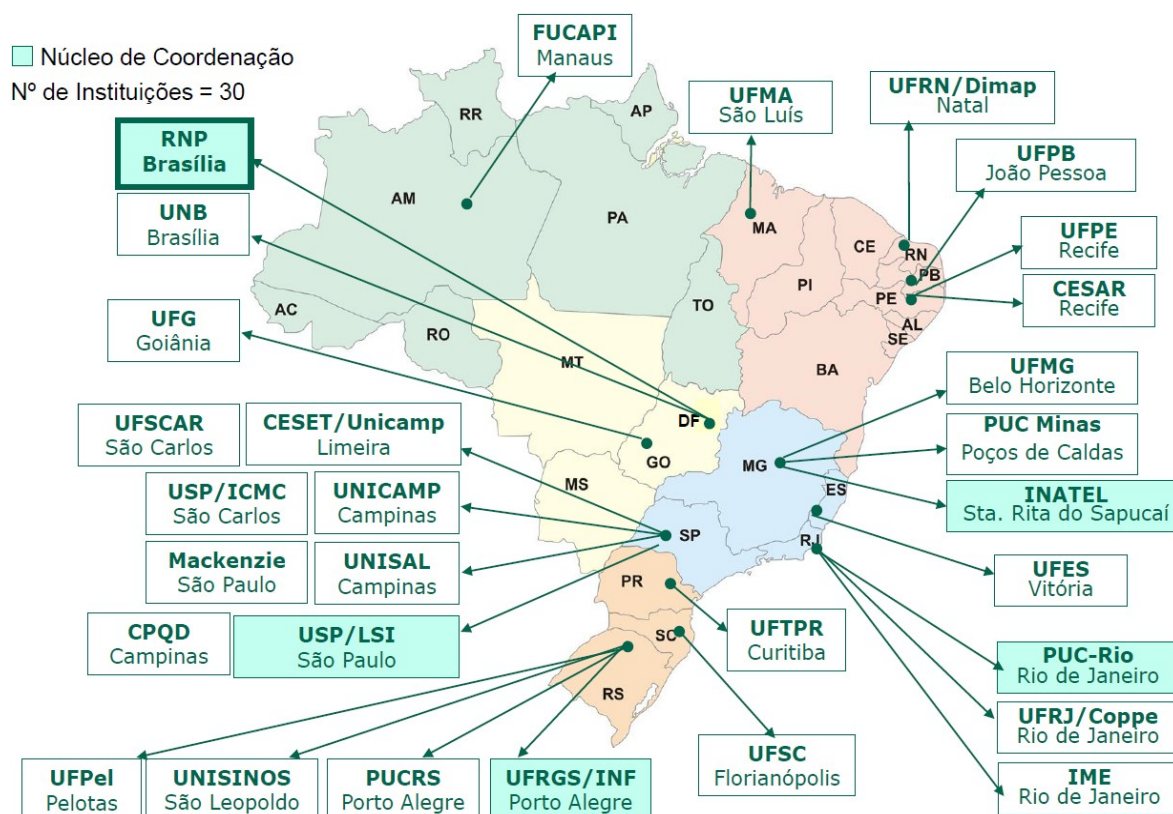 Núcleo de Coordenação
Nº de Instituições = 30
FUCAPI
Manaus
UFMA
São Luís
UFRN/Dimap
Natal
RNP
Brasília
UFPB
João Pessoa
UNB
Brasília
UFPE
Recife
CESAR
Recife
UFG
Goiânia
UFMG
Belo Horizonte
UFSCAR
São Carlos
CESET/Unicamp
Limeira
PUC Minas
Poços de Caldas
USP/ICMC
São Carlos
UNICAMP
Campinas
INATEL
Sta. Rita do Sapucaí
Mackenzie
São Paulo
UNISAL
Campinas
UFES
Vitória
CPQD
Campinas
USP/LSI
São Paulo
UFTPR
Curitiba
PUC-Rio
Rio de Janeiro
UFRJ/Coppe
Rio de Janeiro
UFPel
Pelotas
UNISINOS
São Leopoldo
PUCRS
Porto Alegre
UFRGS/INF
Porto Alegre
UFSC
Florianópolis
IME
Rio de Janeiro
RR
AP
AM
PA
MA
CE
RN
PB
PI
PE
AL
SE
AC
RO
TO
BA
MT
DF
GO
MG
ES
MS
SP
RJ
PR
SC
RS